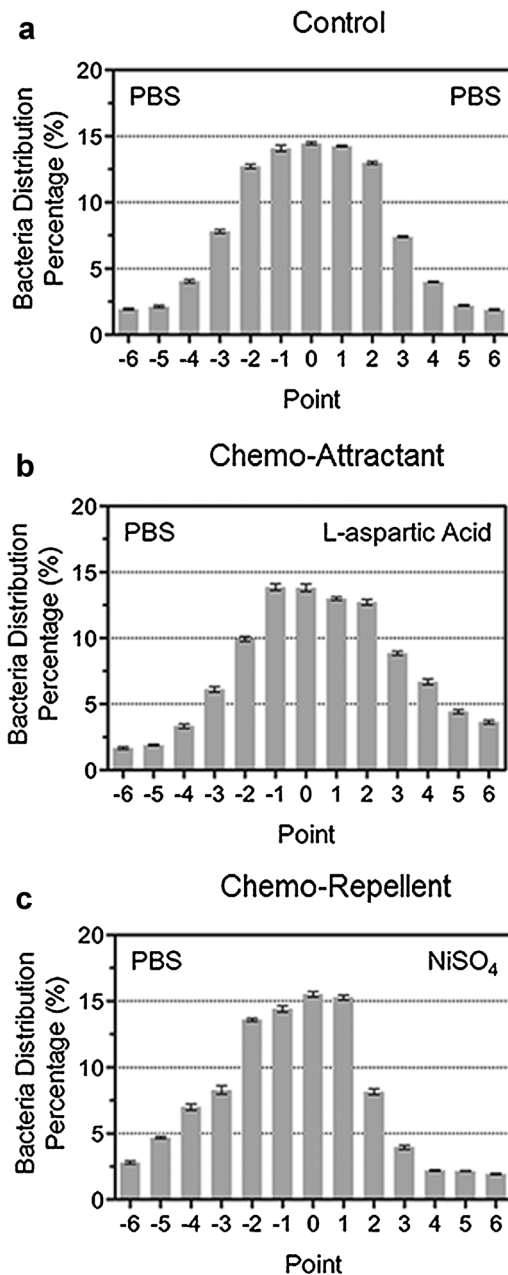 a
Control
20
15
10
5
0
Bacteria Distribution
Percentage (%)
PBS PBS
-6 -5 -4 -3 -2 -1 0 1 2 3 4 5 6
Point
b
Chemo-Attractant
20
15
10
5
0
Bacteria Distribution
Percentage (%)
PBS L-aspartic Acid
-6 -5 -4 -3 -2 -1 0 1 2 3 4 5 6
Point
c
Chemo-Repellent
20
15
10
5
0
Bacteria Distribution
Percentage (%)
PBS NiSO₄
-6 -5 -4 -3 -2 -1 0 1 2 3 4 5 6
Point